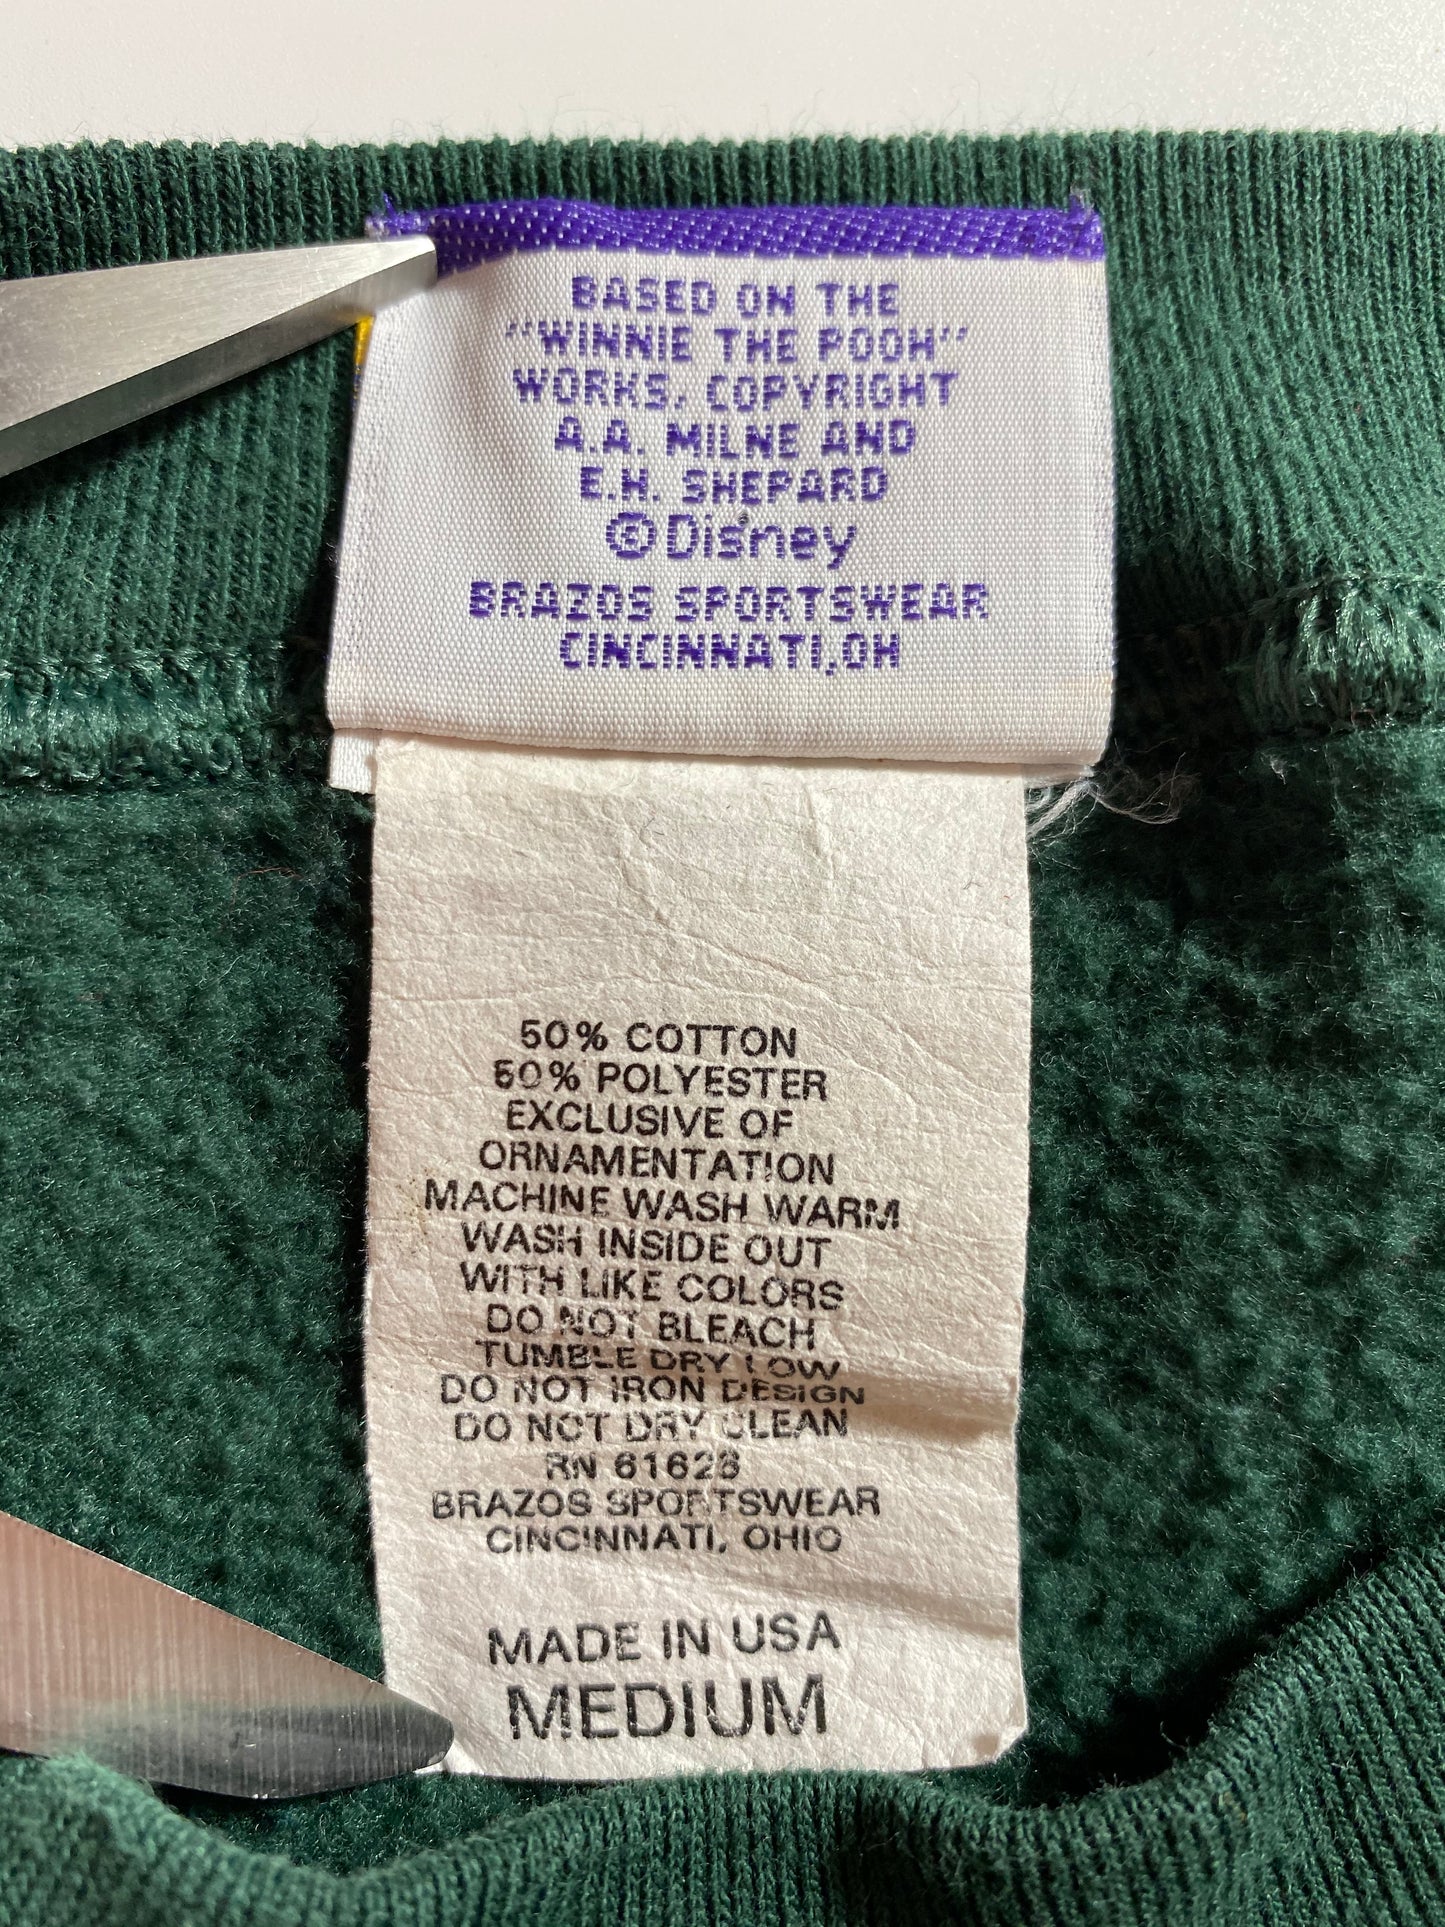 BASED ON THE
"WINNIE THE POOH"
WORKS, COPYRIGHT
A.A. MILNE AND
E.H. SHEPARD
© Disney
BRAZOS SPORTSWEAR
CINCINNATI, OH
50% COTTON
50% POLYESTER
EXCLUSIVE OF
ORNAMENTATION
MACHINE WASH WARM
WASH INSIDE OUT
WITH LIKE COLORS
DO NOT BLEACH
TUMBLE DRY LOW
DO NOT IRON DESIGN
DO NOT DRY CLEAN
RN 61628
BRAZOS SPORTSWEAR
CINCINNATI, OHIO
MADE IN USA
MEDIUM